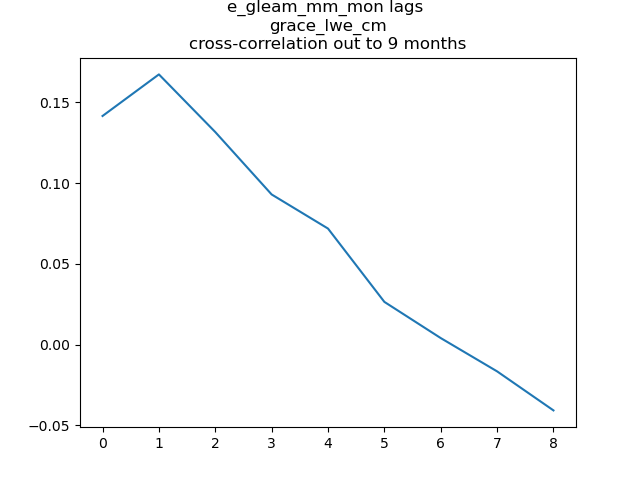 e_gleam_mm_mon lags
grace_lwe_cm
cross-correlation out to 9 months
0.15
0.10
0.05
0.00
−0.05
0 1 2 3 4 5 6 7 8